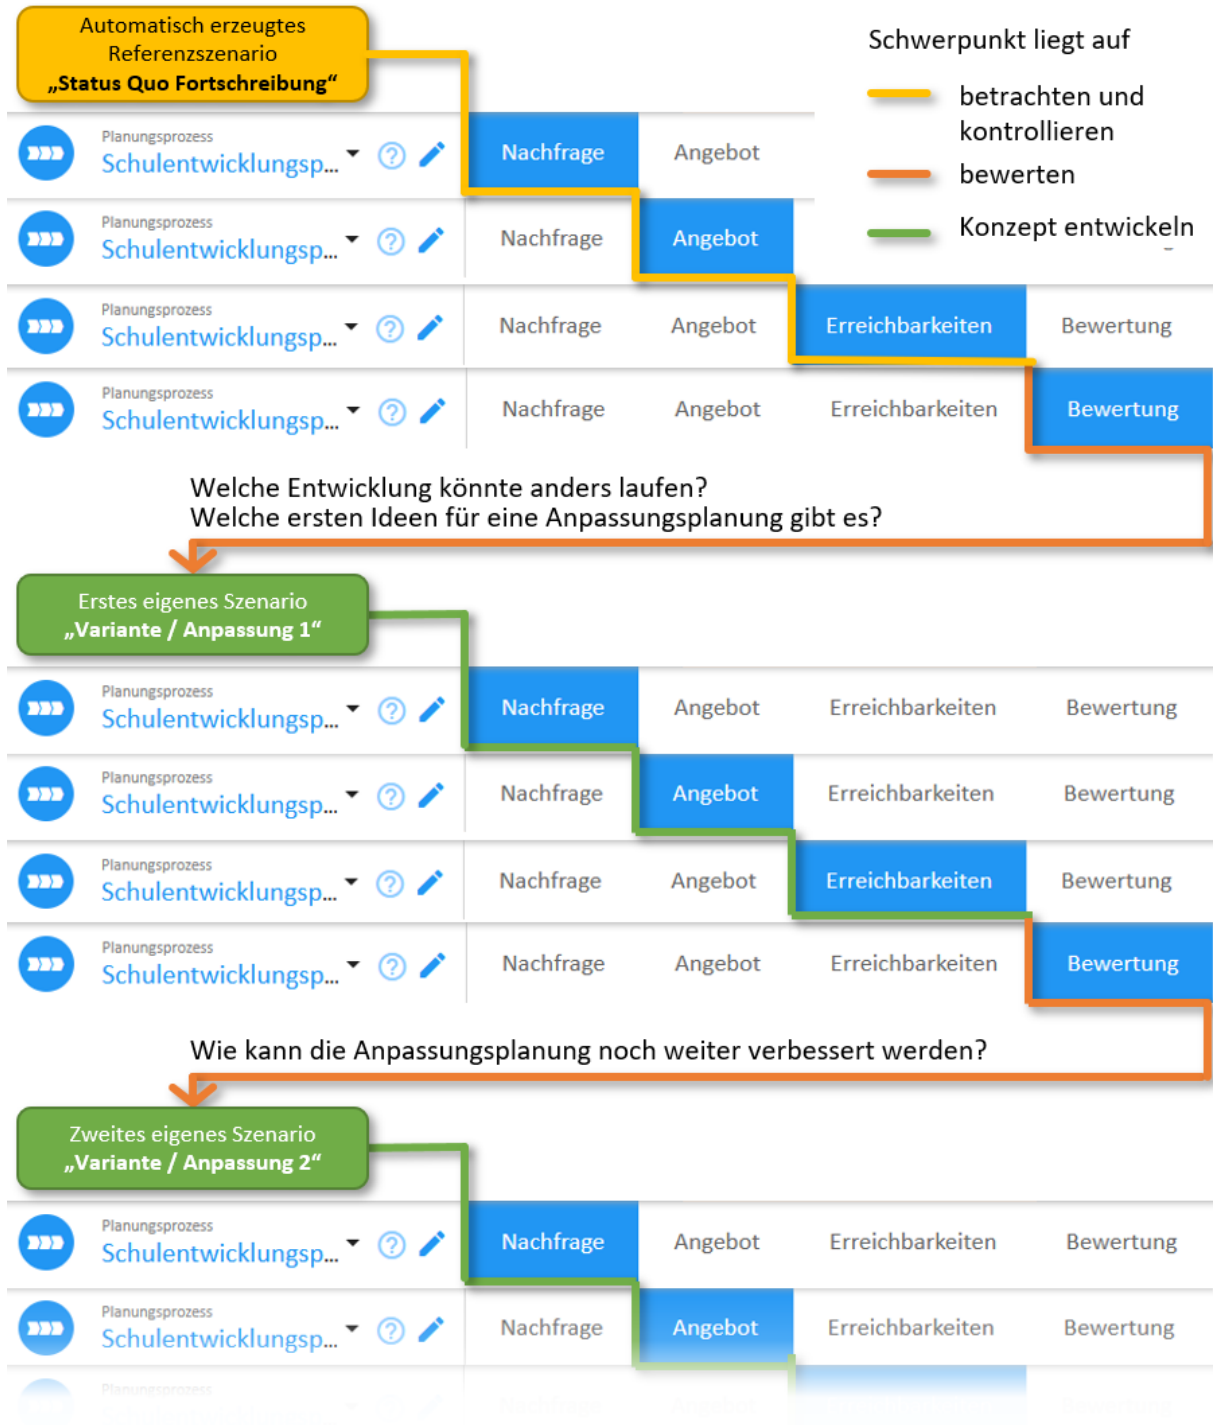 Automatisch erzeugtes
Referenzszenario
„Status Quo Fortschreibung“
Schwerpunkt liegt auf
betrachten und
kontrollieren
bewerten
Konzept entwickeln
Planungsprozess
Schulentwicklungsp...
Nachfrage
Angebot
Planungsprozess
Schulentwicklungsp...
Nachfrage
Angebot
Planungsprozess
Schulentwicklungsp...
Nachfrage
Angebot
Erreichbarkeiten
Bewertung
Planungsprozess
Schulentwicklungsp...
Nachfrage
Angebot
Erreichbarkeiten
Bewertung
Welche Entwicklung könnte anders laufen?
Welche ersten Ideen für eine Anpassungsplanung gibt es?
Erstes eigenes Szenario
„Variante / Anpassung 1“
Planungsprozess
Schulentwicklungsp...
Nachfrage
Angebot
Erreichbarkeiten
Bewertung
Planungsprozess
Schulentwicklungsp...
Nachfrage
Angebot
Erreichbarkeiten
Bewertung
Planungsprozess
Schulentwicklungsp...
Nachfrage
Angebot
Erreichbarkeiten
Bewertung
Planungsprozess
Schulentwicklungsp...
Nachfrage
Angebot
Erreichbarkeiten
Bewertung
Wie kann die Anpassungsplanung noch weiter verbessert werden?
Zweites eigenes Szenario
„Variante / Anpassung 2“
Planungsprozess
Schulentwicklungsp...
Nachfrage
Angebot
Erreichbarkeiten
Bewertung
Planungsprozess
Schulentwicklungsp...
Nachfrage
Angebot
Erreichbarkeiten
Bewertung
Planungsprozess